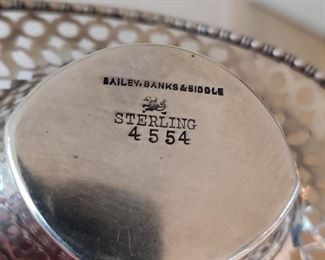 BAILEY, BANKS & BIDDLE
STERLING
4554